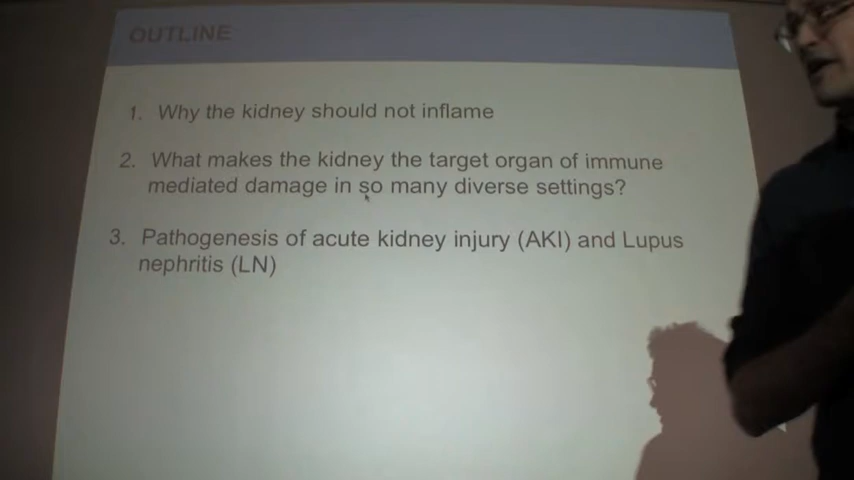 OUTLINE
1. Why the kidney should not inflame
2. What makes the kidney the target organ of immune
mediated damage in so many diverse settings?
3. Pathogenesis of acute kidney injury (AKI) and Lupus
nephritis (LN)